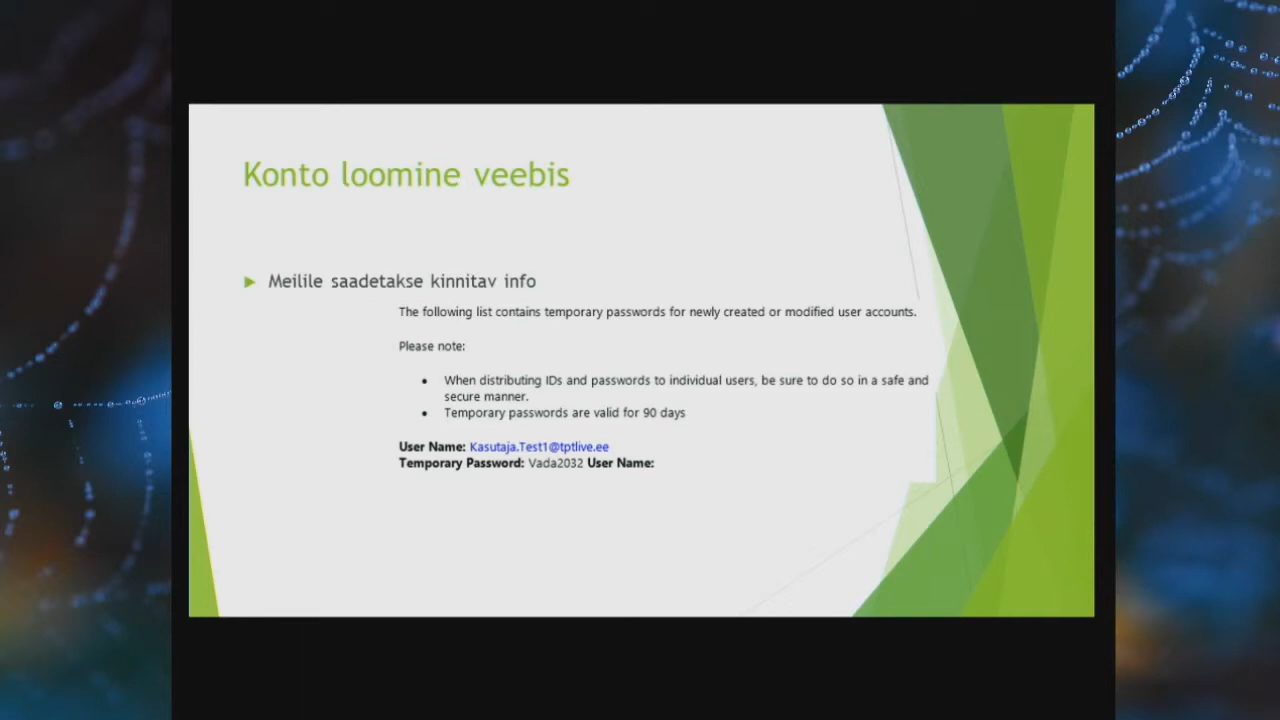 Konto loomine veebis
Meilile saadetakse kinnitav info
The following list contains temporary passwords for newly created or modified user accounts.
Please note:
When distributing IDs and passwords to individual users, be sure to do so in a safe and
secure manner.
Temporary passwords are valid for 90 days
User Name: Kasutaja.Test1@tptlive.ee
Temporary Password: Vada2032 User Name: